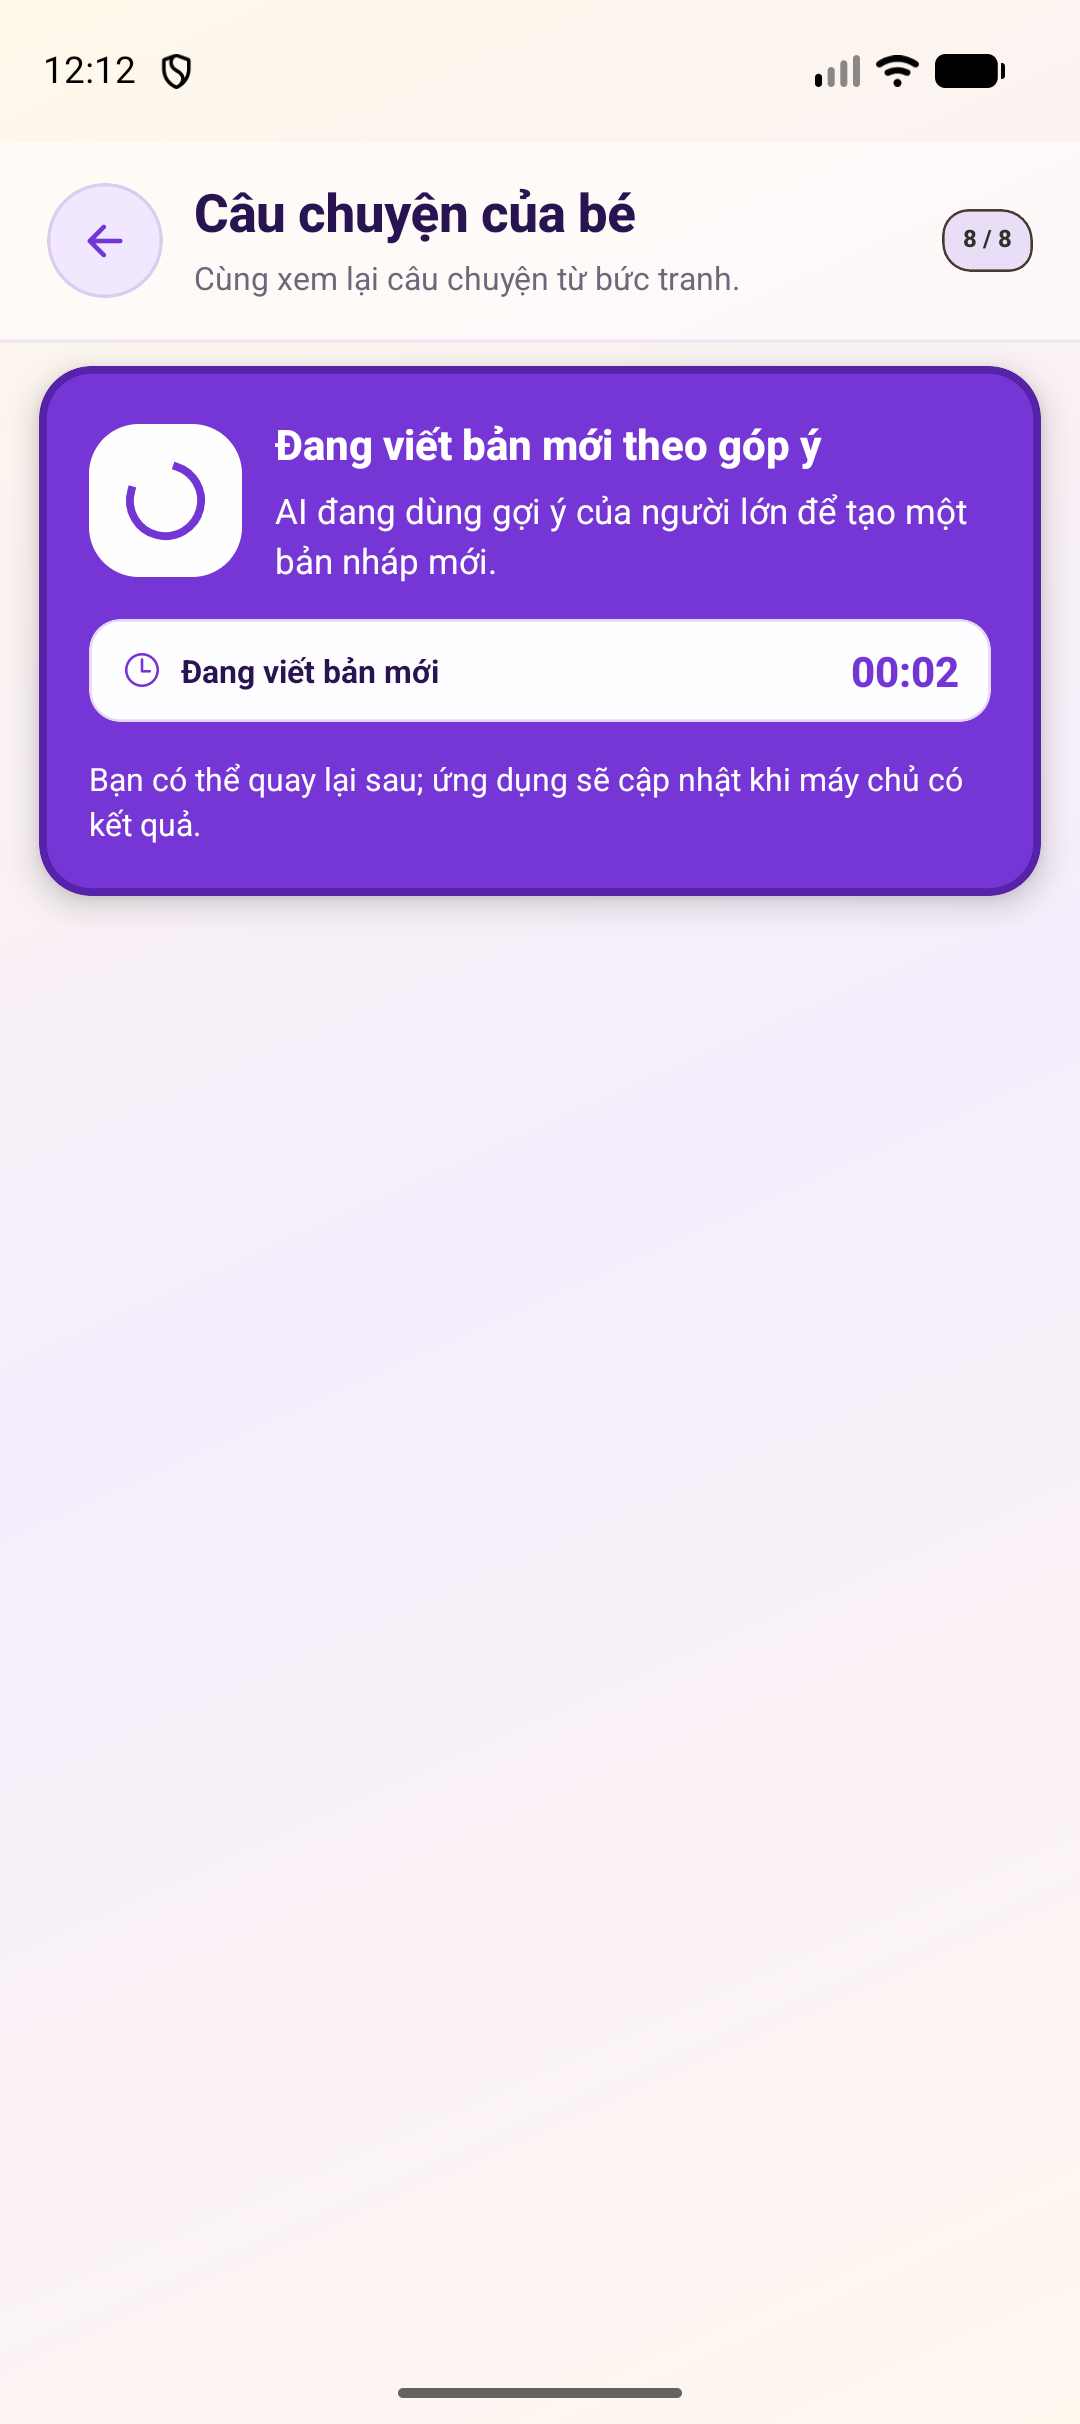 12:12
Câu chuyện của bé
Cùng xem lại câu chuyện từ bức tranh.
8 / 8
Đang viết bản mới theo góp ý
AI đang dùng gợi ý của người lớn để tạo một
bản nháp mới.
Đang viết bản mới
00:02
Bạn có thể quay lại sau; ứng dụng sẽ cập nhật khi máy chủ có
kết quả.